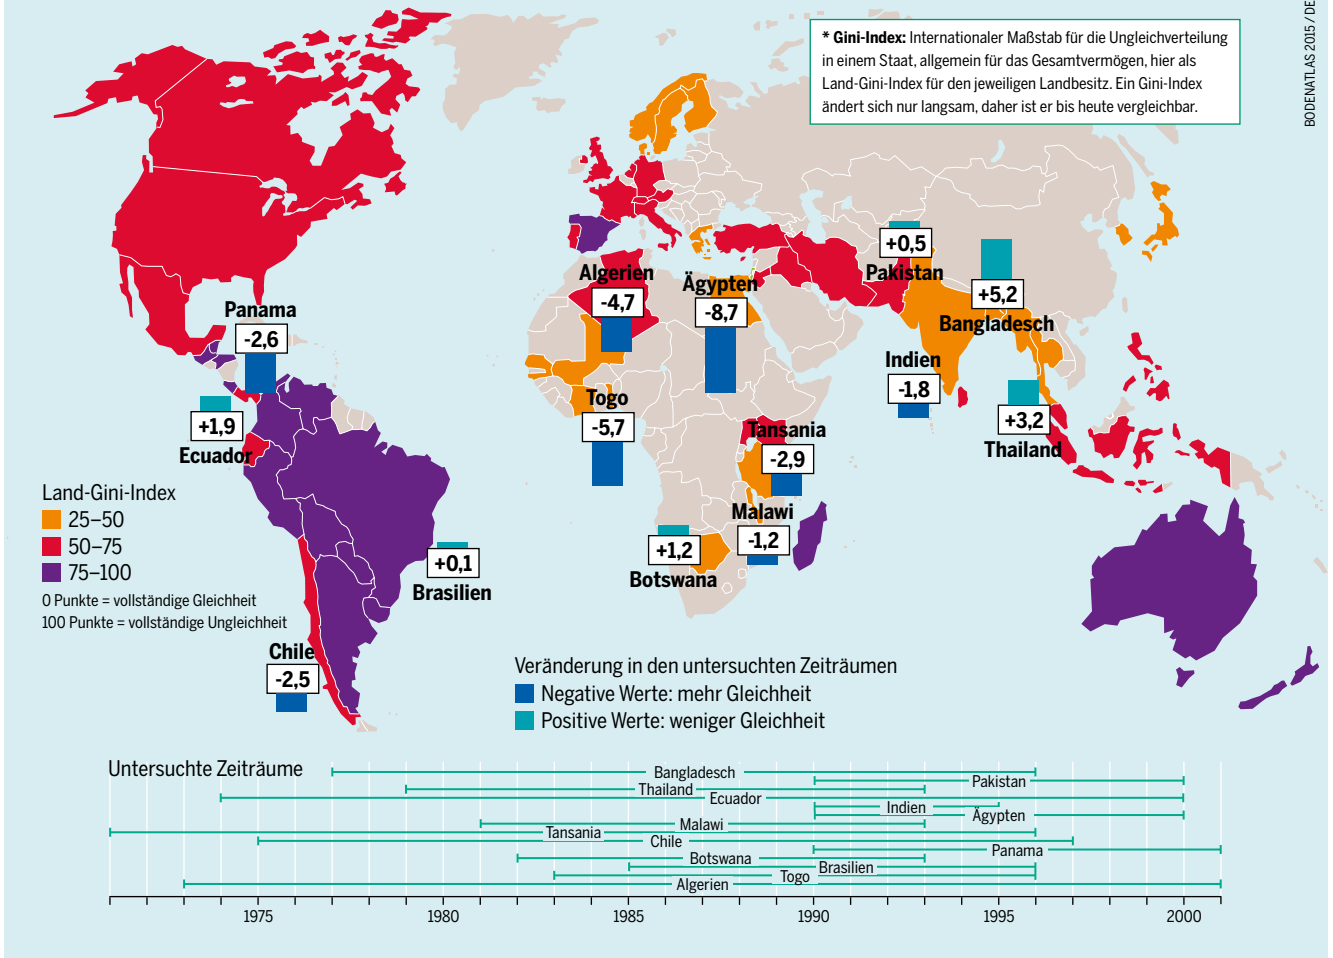 * Gini-Index: Internationaler Maßstab für die Ungleichverteilung
in einem Staat, allgemein für das Gesamtvermögen, hier als
Land-Gini-Index für den jeweiligen Landbesitz. Ein Gini-Index
ändert sich nur langsam, daher ist er bis heute vergleichbar.
BODENATLAS 2015 / DE
+0,5
Pakistan
Algerien
-4,7
Ägypten
-8,7
+5,2
Bangladesch
Panama
-2,6
Indien
-1,8
Togo
-5,7
+1,9
Ecuador
+3,2
Thailand
Tansania
-2,9
Land-Gini-Index
25–50
50–75
75–100
0 Punkte = vollständige Gleichheit
100 Punkte = vollständige Ungleichheit
Malawi
-1,2
+1,2
Botswana
+0,1
Brasilien
Chile
-2,5
Veränderung in den untersuchten Zeiträumen
Negative Werte: mehr Gleichheit
Positive Werte: weniger Gleichheit
Untersuchte Zeiträume
Bangladesch
Pakistan
Thailand
Ecuador
Indien
Ägypten
Malawi
Tansania
Chile
Panama
Botswana
Brasilien
Togo
Algerien
1975 1980 1985 1990 1995 2000